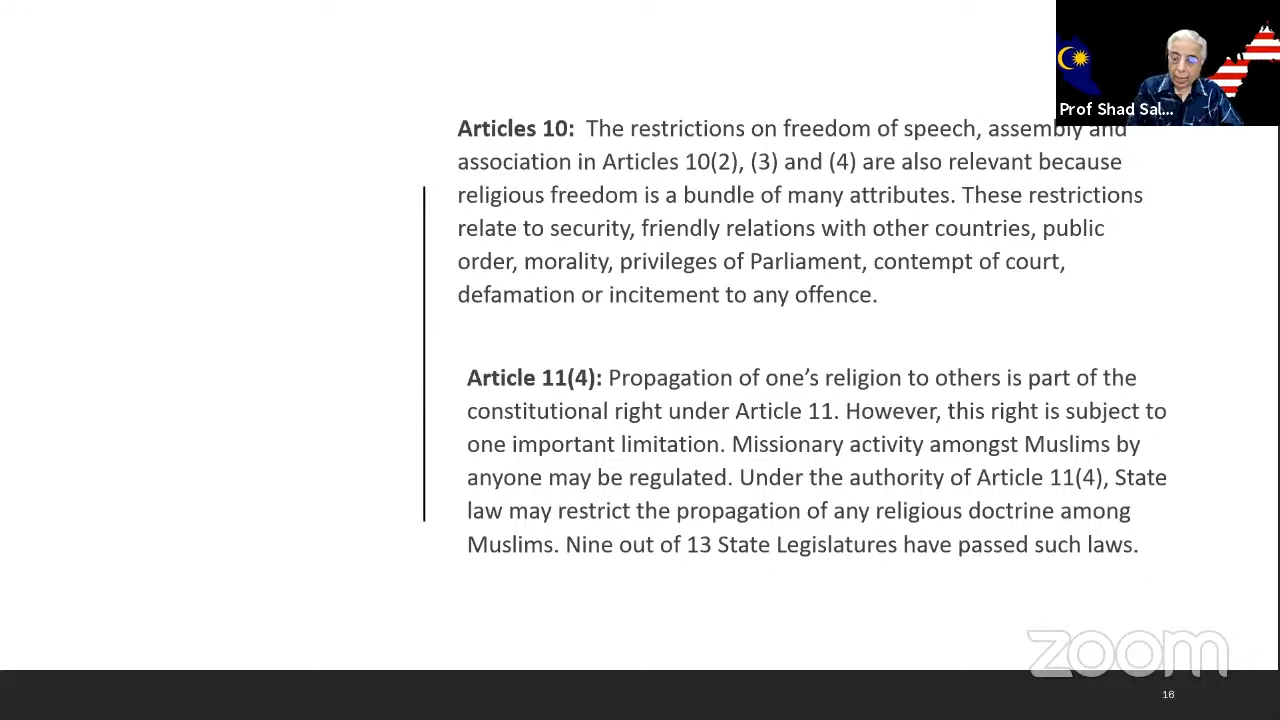 Prof Shad Sal...
Articles 10: The restrictions on freedom of speech, assembly and
association in Articles 10(2), (3) and (4) are also relevant because
religious freedom is a bundle of many attributes. These restrictions
relate to security, friendly relations with other countries, public
order, morality, privileges of Parliament, contempt of court,
defamation or incitement to any offence.
Article 11(4): Propagation of one’s religion to others is part of the
constitutional right under Article 11. However, this right is subject to
one important limitation. Missionary activity amongst Muslims by
anyone may be regulated. Under the authority of Article 11(4), State
law may restrict the propagation of any religious doctrine among
Muslims. Nine out of 13 State Legislatures have passed such laws.
zoom
16